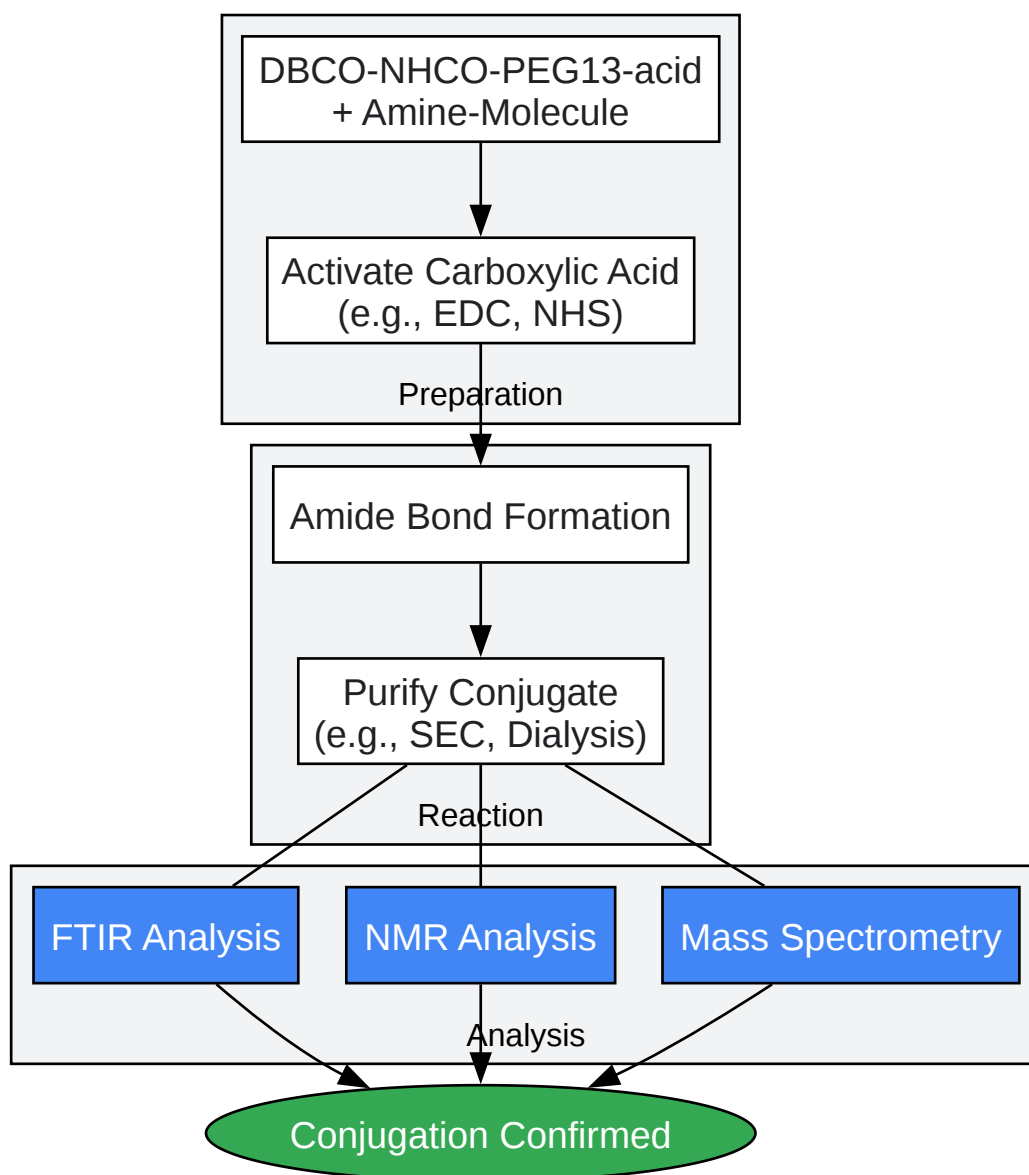 DBCO-NHCO-PEG13-acid
+ Amine-Molecule
Activate Carboxylic Acid
(e.g., EDC, NHS)
Preparation
Amide Bond Formation
Purify Conjugate
(e.g., SEC, Dialysis)
Reaction
FTIR Analysis
NMR Analysis
Mass Spectrometry
Analysis
Conjugation Confirmed